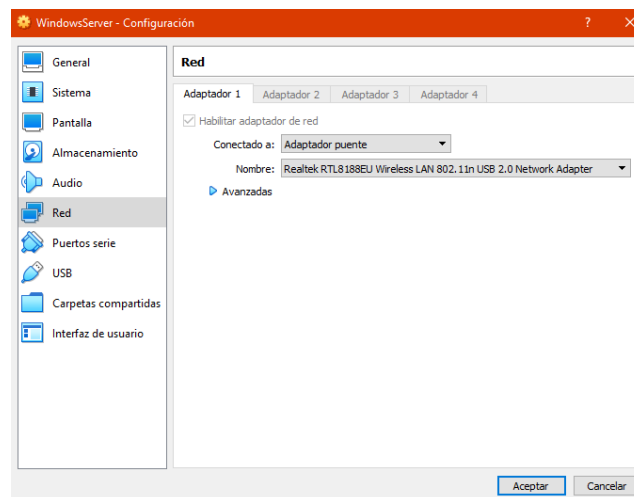 WindowsServer - Configuración
?
General
Sistema
Pantalla
Almacenamiento
Audio
Red
Puertos serie
USB
Carpetas compartidas
Interfaz de usuario
Red
Adaptador 1 Adaptador 2 Adaptador 3 Adaptador 4
Habilitar adaptador de red
Conectado a: Adaptador puente
Nombre: Realtek RTL8188EU Wireless LAN 802.11n USB 2.0 Network Adapter
Avanzadas
Aceptar Cancelar